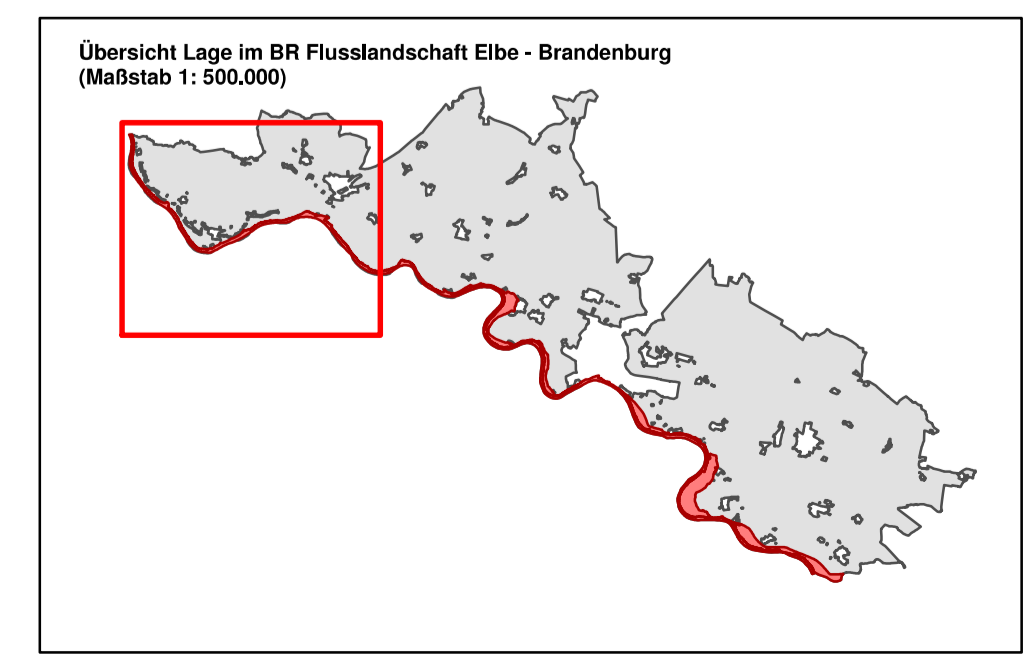 Übersicht Lage im BR Flusslandschaft Elbe - Brandenburg
(Maßstab 1: 500.000)